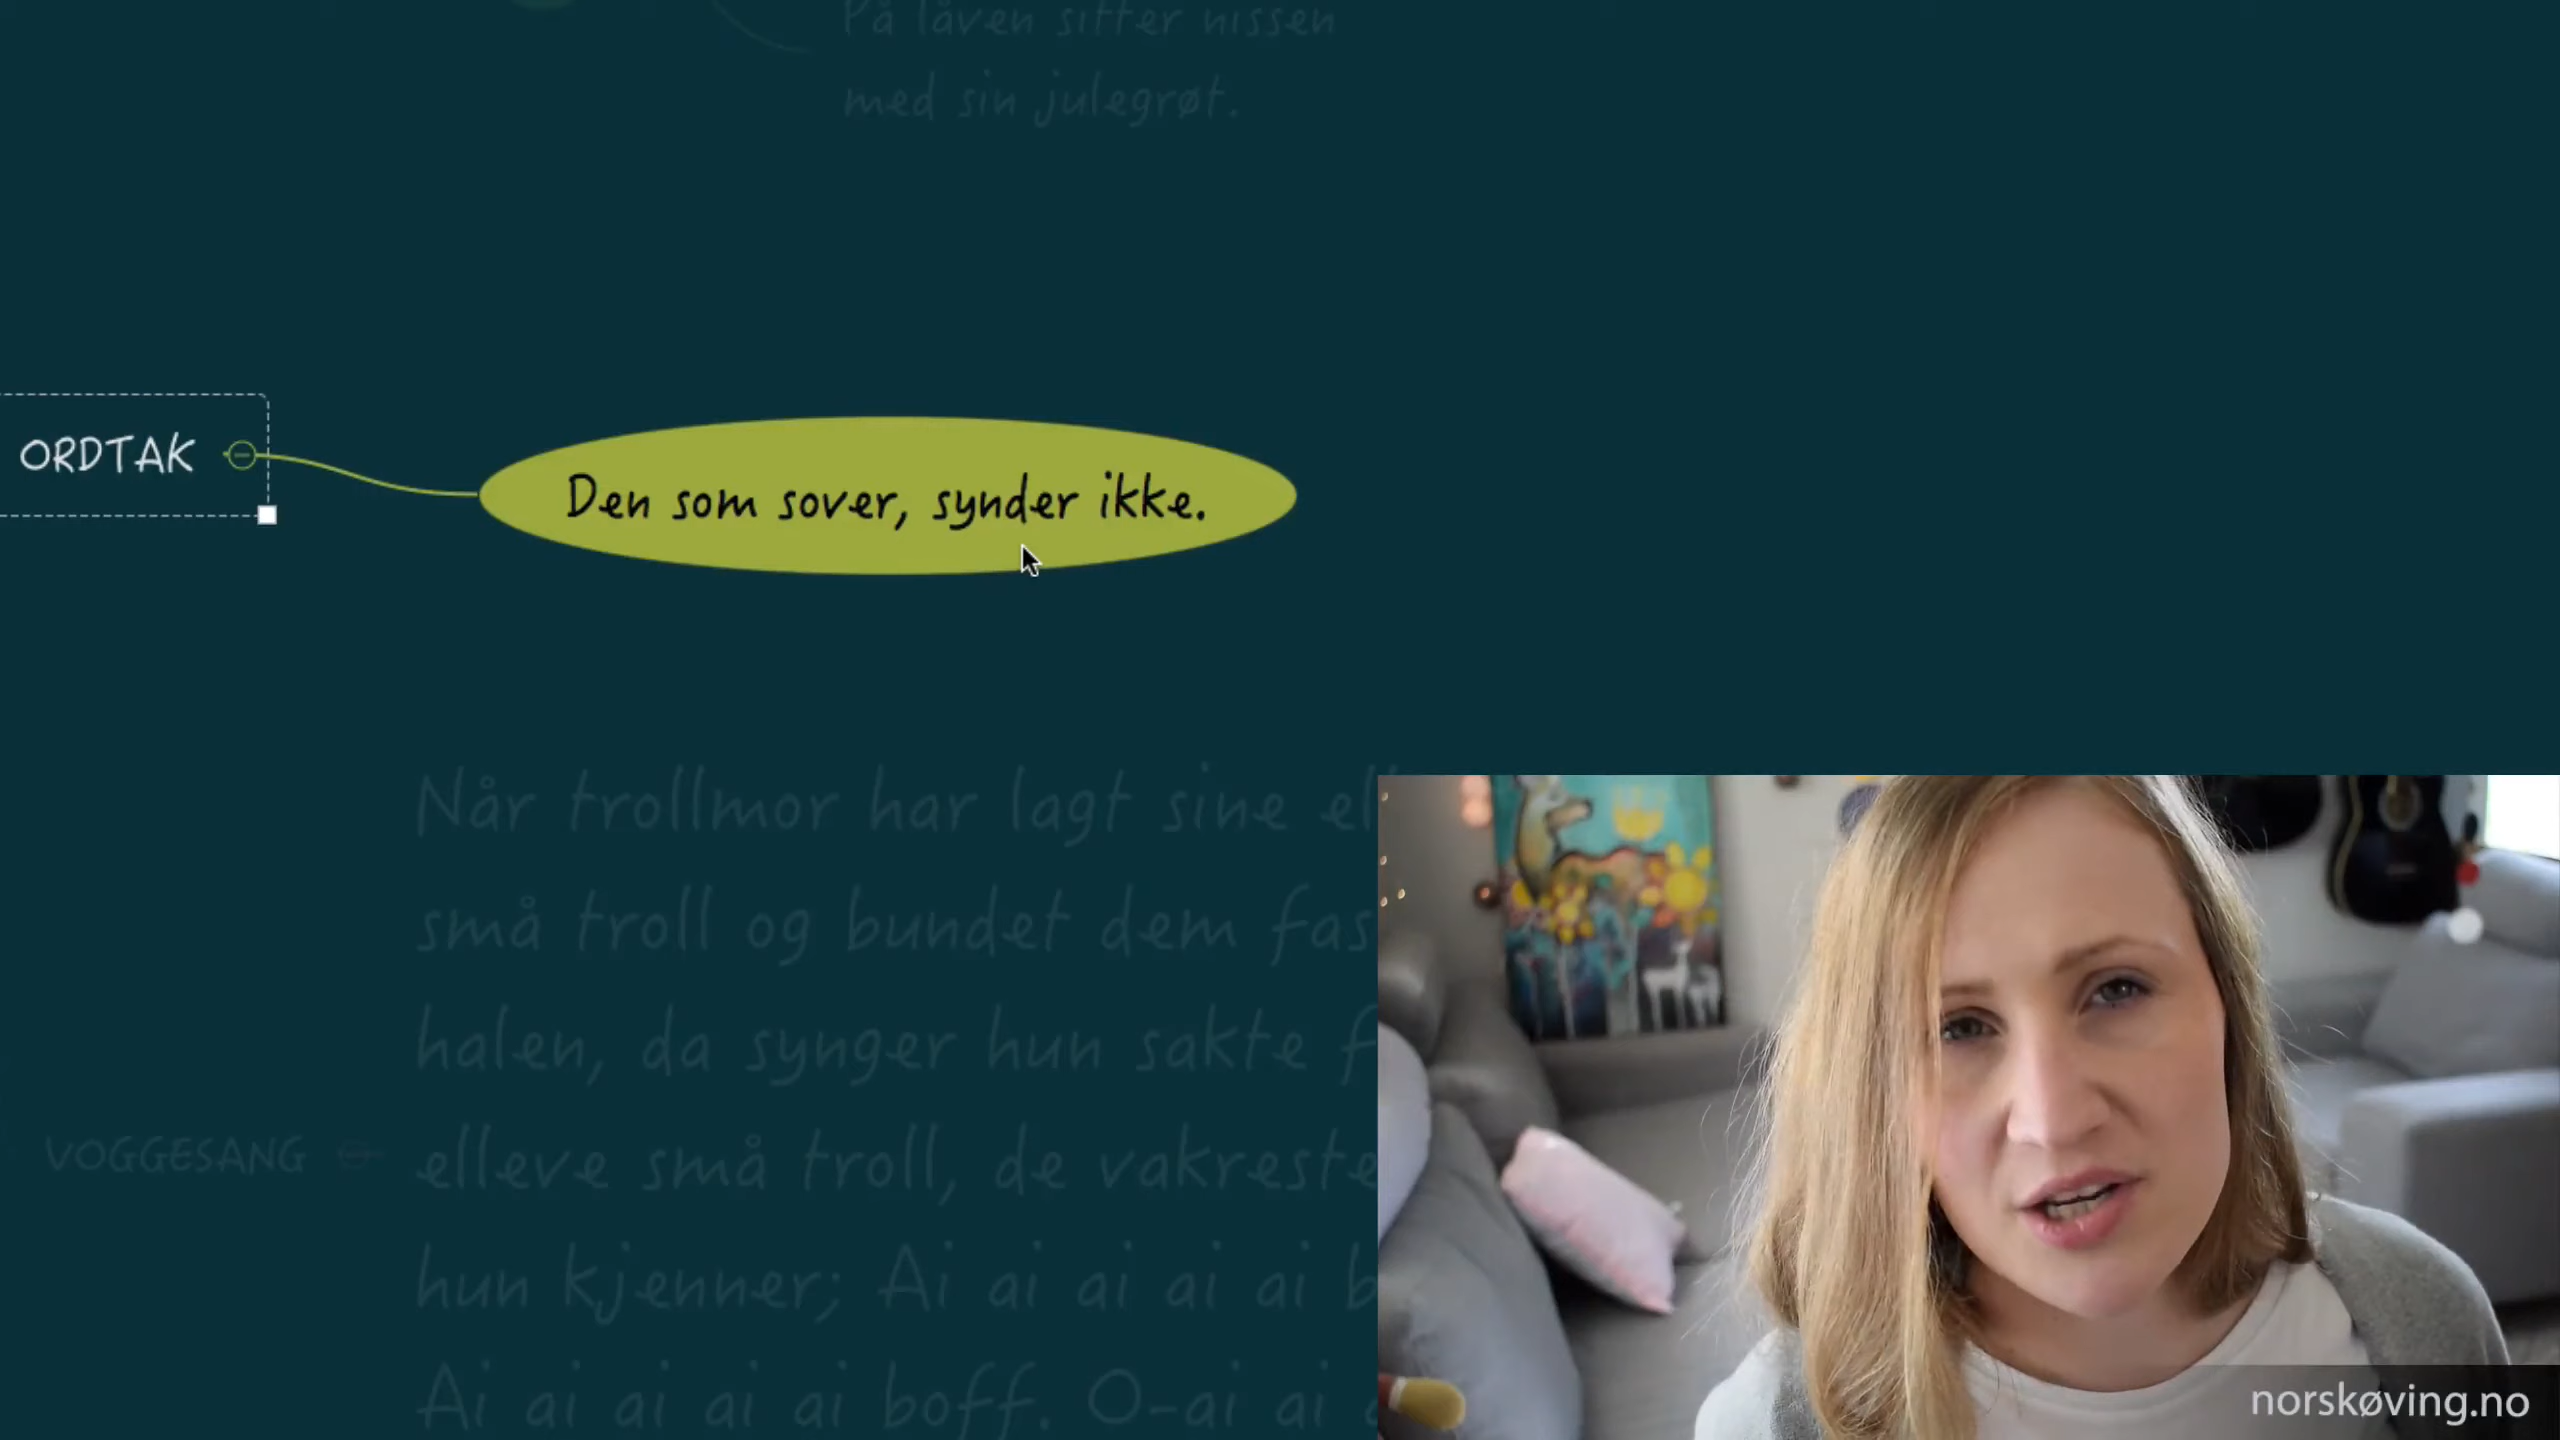 På låven sitter nissen
med sin julegrøt.
ORDTAK
Den som sover, synder ikke.
Når trollmor har lagt sine
små troll og bundet dem
halen, da synger hun sakte
VOGGESANG
elleve små troll, de vakreste
hun kjenner; Ai ai ai ai ai
Ai ai ai ai ai boff. O-ai ai
norskøving.no